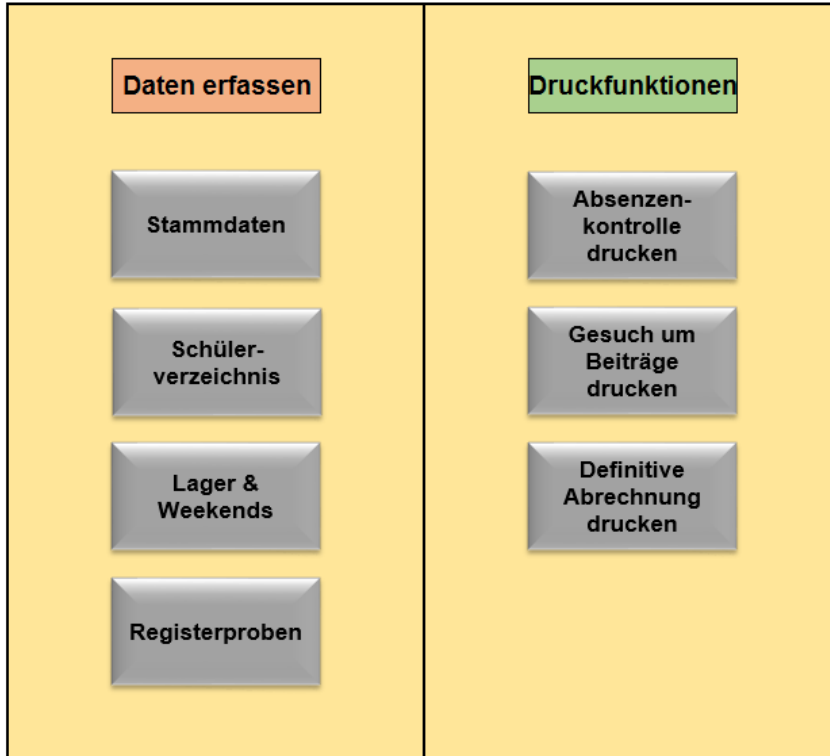 Daten erfassen
Stammdaten
Schüler-
verzeichnis
Lager &
Weekends
Registerproben
Druckfunktionen
Absenzen-
kontrolle
drucken
Gesuch um
Beiträge
drucken
Definitive
Abrechnung
drucken